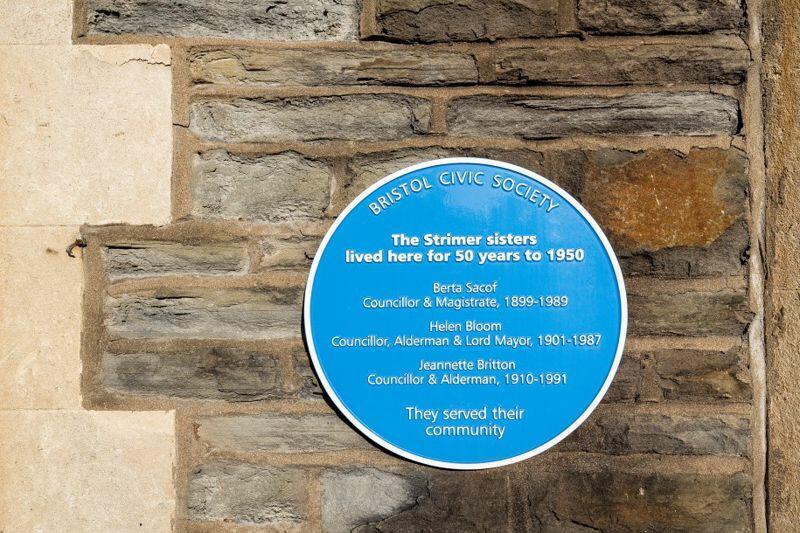 BRISTOL CIVIC SOCIETY
The Strimer sisters
lived here for 50 years to 1950
Berta Sacof
Councillor & Magistrate, 1899-1989
Helen Bloom
Councillor, Alderman & Lord Mayor, 1901-1987
Jeannette Britton
Councillor & Alderman, 1910-1991
They served their
community